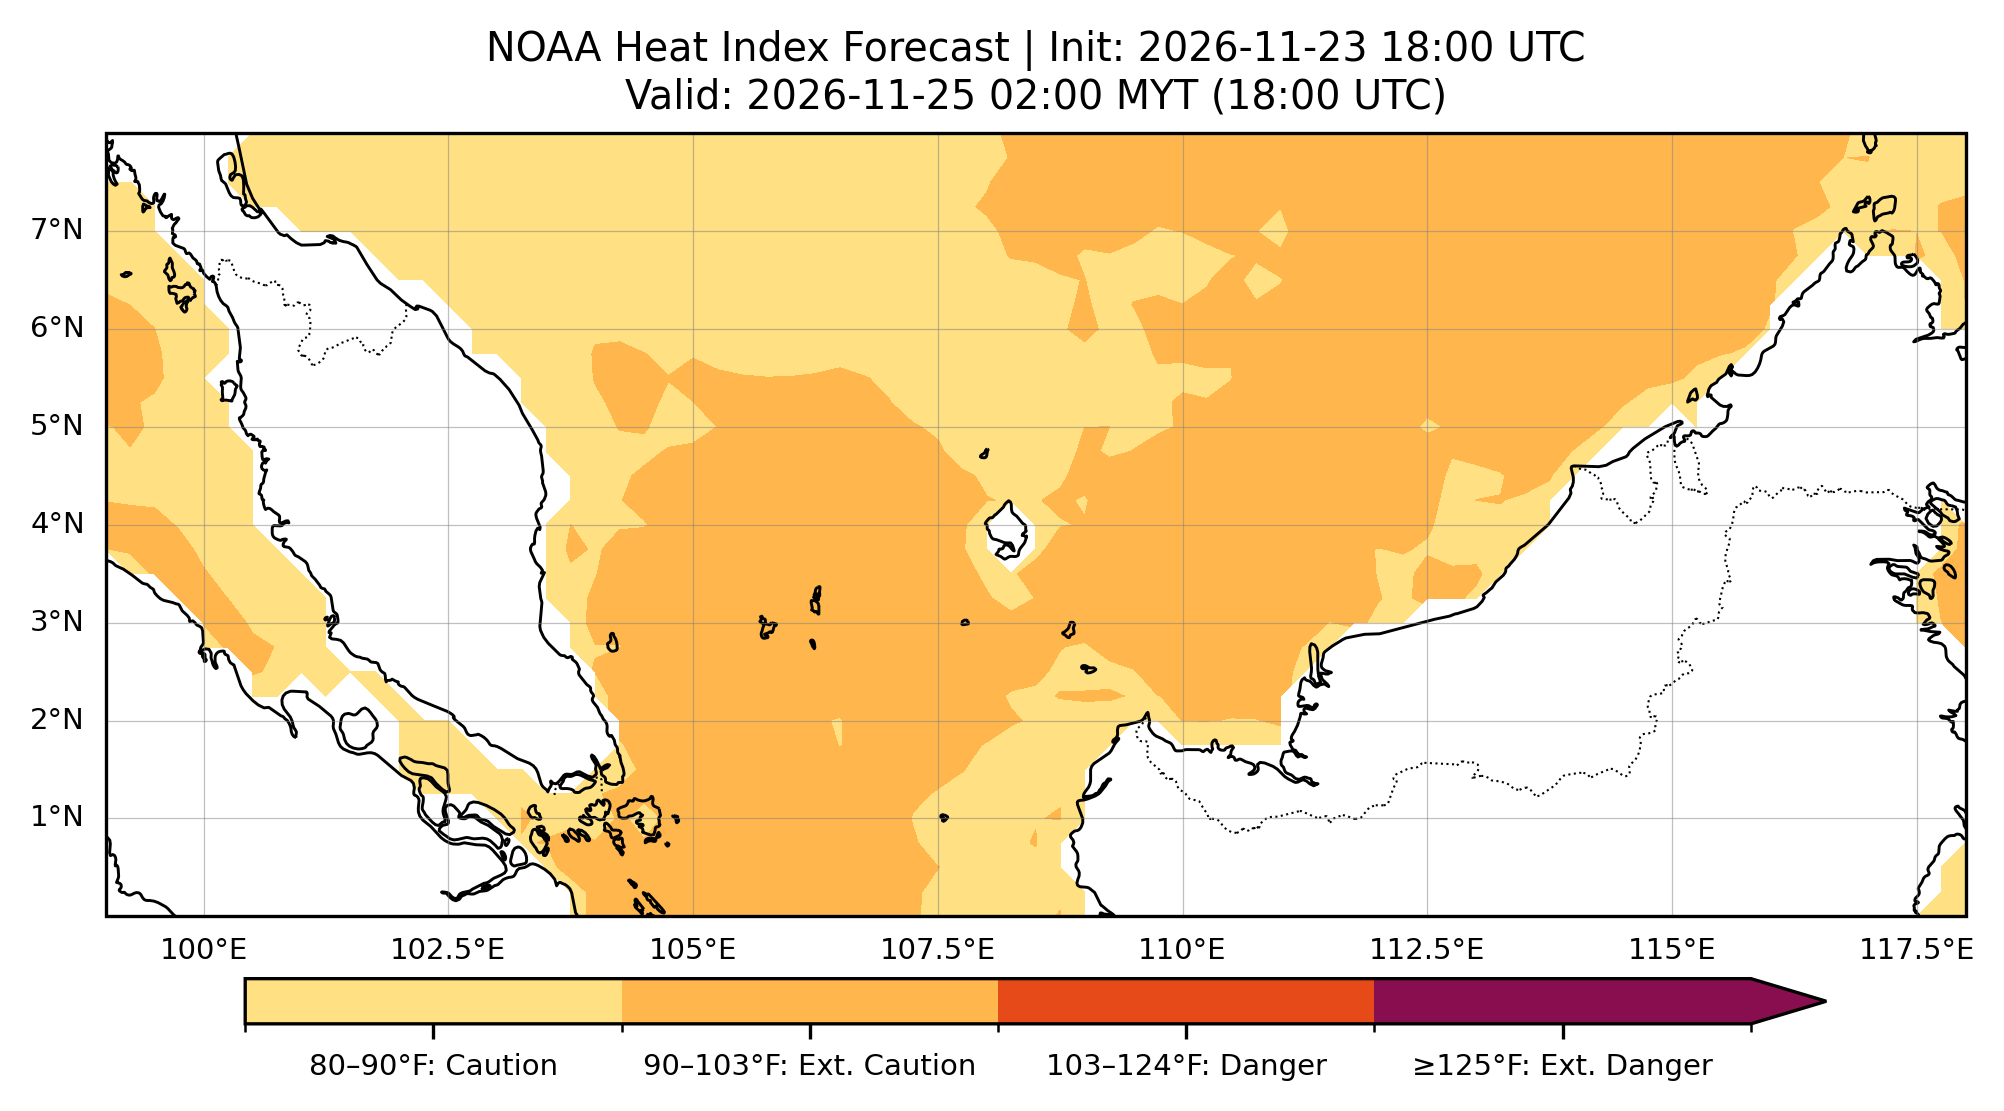 NOAA Heat Index Forecast | Init: 2026-11-23 18:00 UTC
Valid: 2026-11-25 02:00 MYT (18:00 UTC)
7°N
6°N
5°N
4°N
3°N
2°N
1°N
100°E 102.5°E 105°E 107.5°E 110°E 112.5°E 115°E 117.5°E
80–90°F: Caution 90–103°F: Ext. Caution 103–124°F: Danger ≥125°F: Ext. Danger